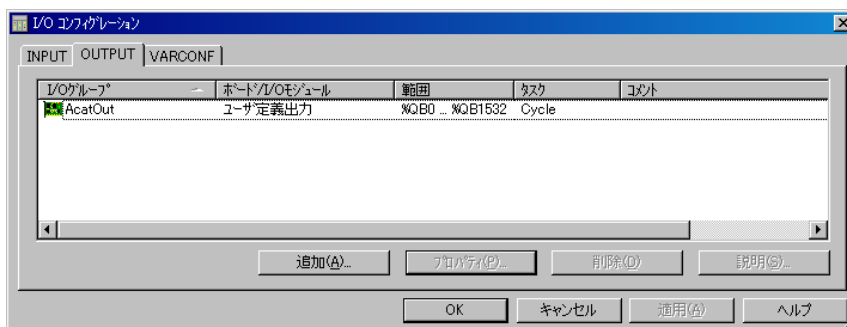 I/O コンフィグレーション
INPUT OUTPUT VARCONF
I/Oグループ ボード/I/Oモジュール 範囲 タスク コメント
AcatOut ユーザ定義出力 %QB0 ... %QB1532 Cycle
追加(A)... プロパティ(P)... 削除(D) 説明(S)...
OK キャンセル 適用(A) ヘルプ